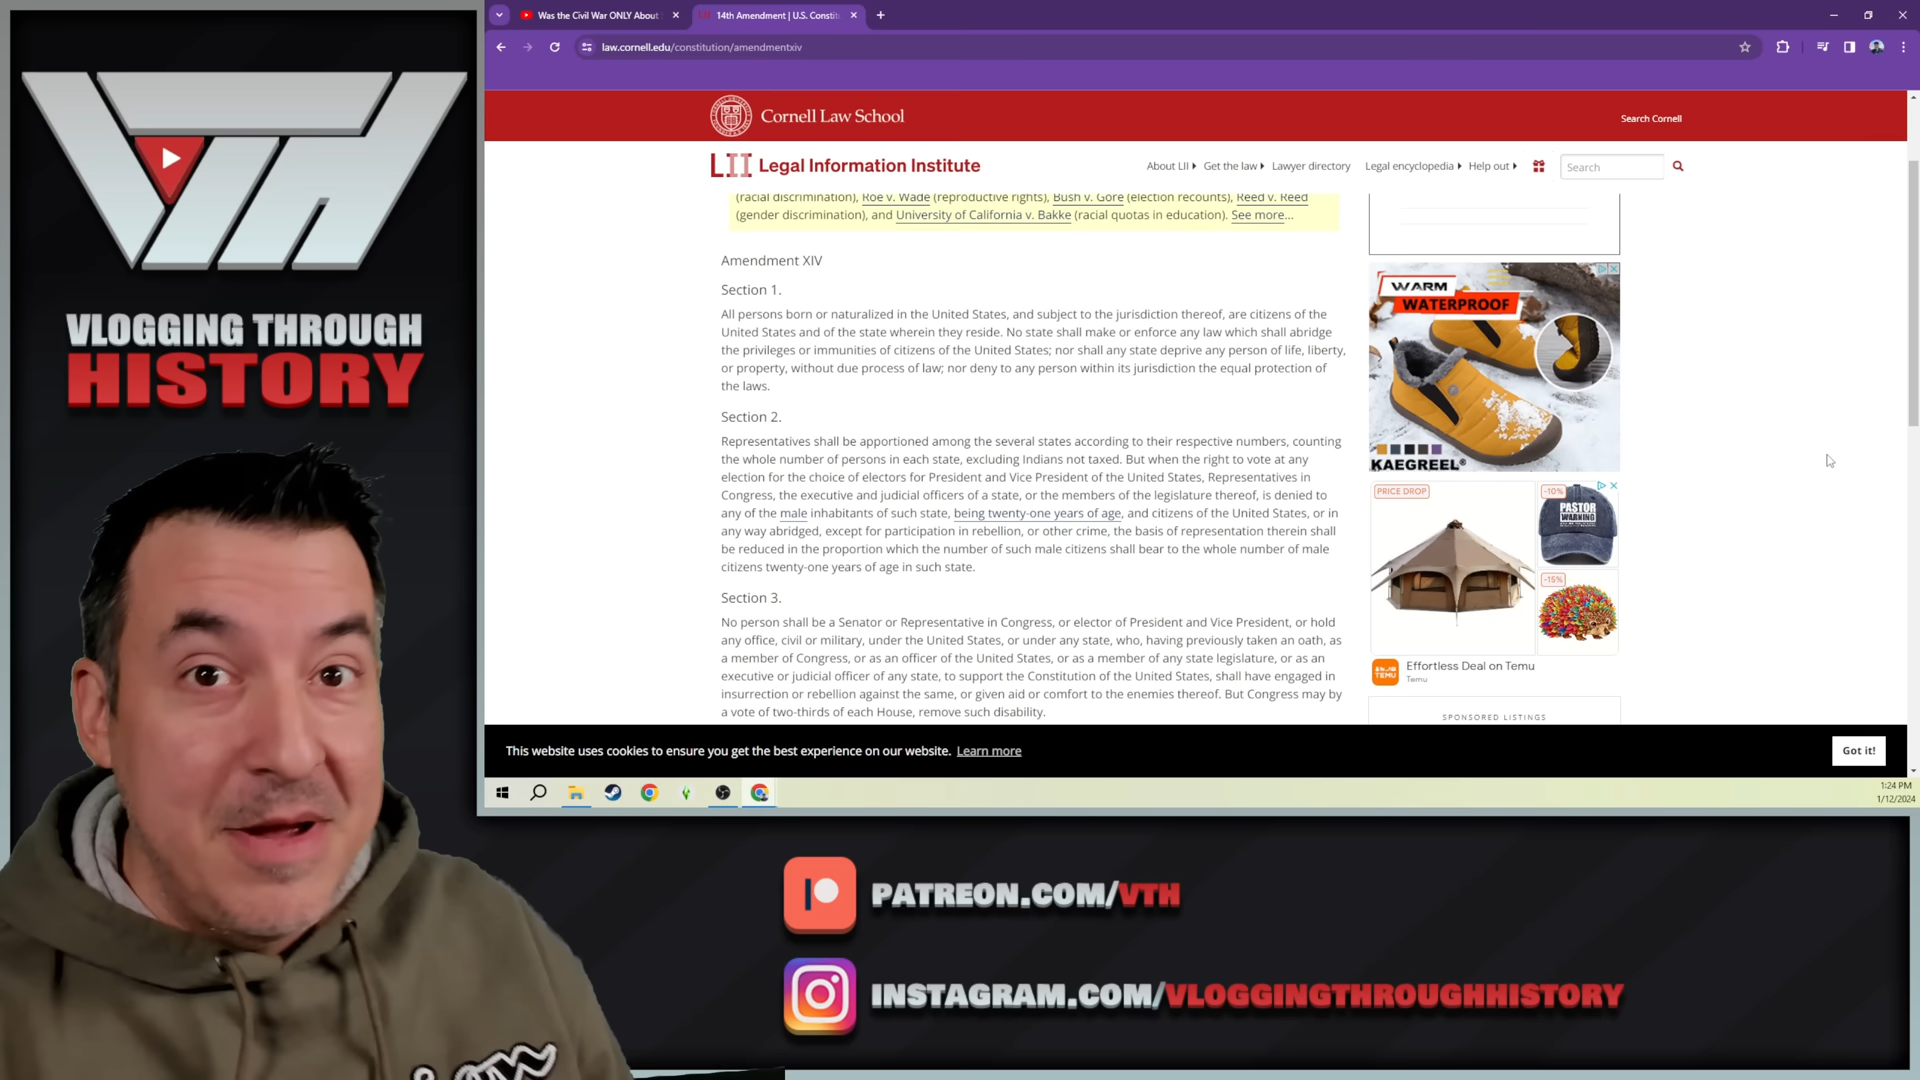 VTH
VLOGGING THROUGH
HISTORY
Was the Civil War ONLY About
14th Amendment | U.S. Constit
law.cornell.edu/constitution/amendmentxiv
Cornell Law School
Search Cornell
LII Legal Information Institute
About LII
Get the law
Lawyer directory
Legal encyclopedia
Help out
Search
(racial discrimination), Roe v. Wade (reproductive rights), Bush v. Gore (election recounts), Reed v. Reed
(gender discrimination), and University of California v. Bakke (racial quotas in education). See more...
Amendment XIV
Section 1.
All persons born or naturalized in the United States, and subject to the jurisdiction thereof, are citizens of the
United States and of the state wherein they reside. No state shall make or enforce any law which shall abridge
the privileges or immunities of citizens of the United States; nor shall any state deprive any person of life, liberty,
or property, without due process of law; nor deny to any person within its jurisdiction the equal protection of
the laws.
Section 2.
Representatives shall be apportioned among the several states according to their respective numbers, counting
the whole number of persons in each state, excluding Indians not taxed. But when the right to vote at any
election for the choice of electors for President and Vice President of the United States, Representatives in
Congress, the executive and judicial officers of a state, or the members of the legislature thereof, is denied to
any of the male inhabitants of such state, being twenty-one years of age, and citizens of the United States, or in
any way abridged, except for participation in rebellion, or other crime, the basis of representation therein shall
be reduced in the proportion which the number of such male citizens shall bear to the whole number of male
citizens twenty-one years of age in such state.
Section 3.
No person shall be a Senator or Representative in Congress, or elector of President and Vice President, or hold
any office, civil or military, under the United States, or under any state, who, having previously taken an oath, as
a member of Congress, or as an officer of the United States, or as a member of any state legislature, or as an
executive or judicial officer of any state, to support the Constitution of the United States, shall have engaged in
insurrection or rebellion against the same, or given aid or comfort to the enemies thereof. But Congress may by
a vote of two-thirds of each House, remove such disability.
WARM
WATERPROOF
KAEGREEL®
PRICE DROP
-10%
PASTOR
WARNING
-15%
TEMU
Effortless Deal on Temu
Temu
SPONSORED LISTINGS
This website uses cookies to ensure you get the best experience on our website. Learn more
Got it!
1:24 PM
1/12/2024
PATREON.COM/VTH
INSTAGRAM.COM/VLOGGINGTHROUGHHISTORY